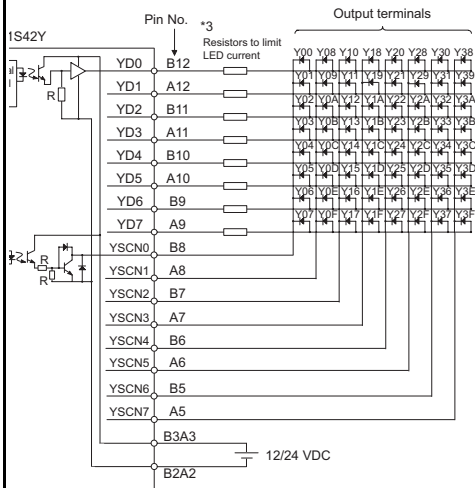 Pin No.
*3
Output terminals
1S42Y
Resistors to limit
LED current
YD0 B12
YD1 A12
YD2 B11
YD3 A11
YD4 B10
YD5 A10
YD6 B9
YD7 A9
YSCN0 B8
YSCN1 A8
YSCN2 B7
YSCN3 A7
YSCN4 B6
YSCN5 A6
YSCN6 B5
YSCN7 A5
B3A3
B2A2
12/24 VDC
R
R
R
Y00 Y08 Y10 Y18 Y20 Y28 Y30 Y38
Y01 Y09 Y11 Y19 Y21 Y29 Y31 Y39
Y02 Y0A Y12 Y1A Y22 Y2A Y32 Y3A
Y03 Y0B Y13 Y1B Y23 Y2B Y33 Y3B
Y04 Y0C Y14 Y1C Y24 Y2C Y34 Y3C
Y05 Y0D Y15 Y1D Y25 Y2D Y35 Y3D
Y06 Y0E Y16 Y1E Y26 Y2E Y36 Y3E
Y07 Y0F Y17 Y1F Y27 Y2F Y37 Y3F